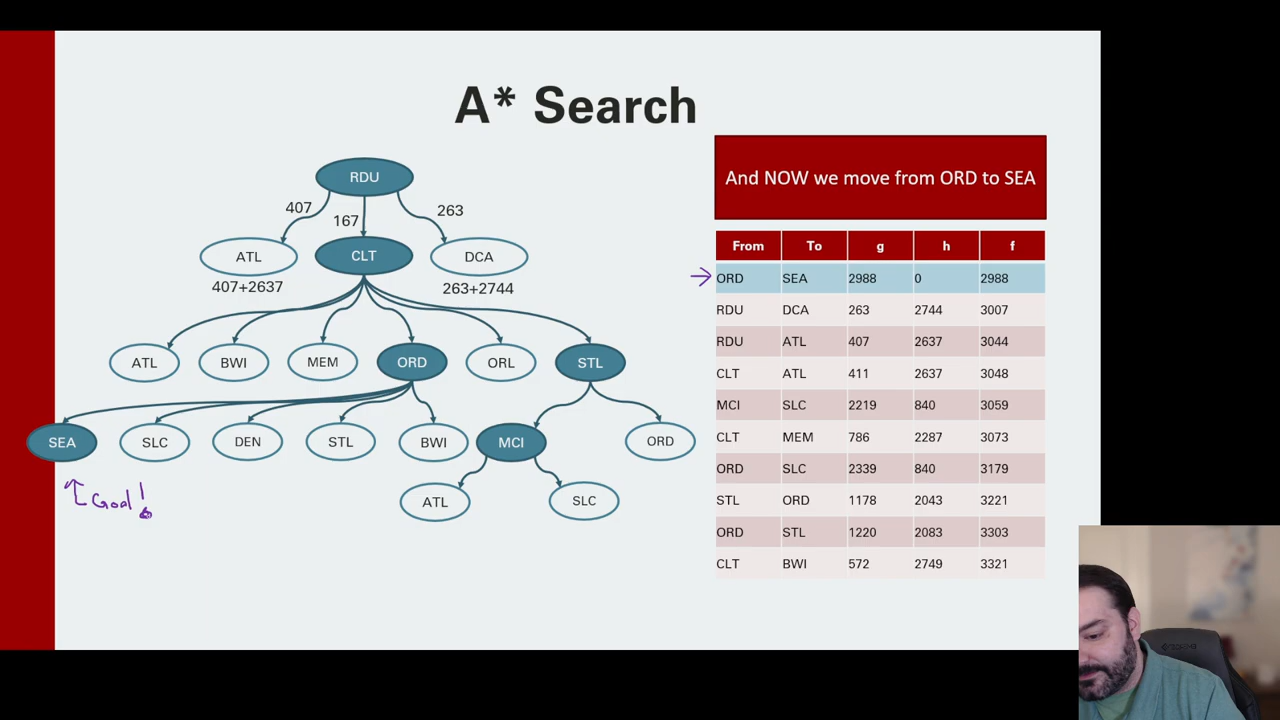 A* Search
And NOW we move from ORD to SEA
RDU
407
167
263
ATL
CLT
DCA
407+2637
263+2744
ATL
BWI
MEM
ORD
ORL
STL
SEA
SLC
DEN
STL
BWI
MCI
ORD
ATL
SLC
Goal!
From To g h f
ORD SEA 2988 0 2988
RDU DCA 263 2744 3007
RDU ATL 407 2637 3044
CLT ATL 411 2637 3048
MCI SLC 2219 840 3059
CLT MEM 786 2287 3073
ORD SLC 2339 840 3179
STL ORD 1178 2043 3221
ORD STL 1220 2083 3303
CLT BWI 572 2749 3321